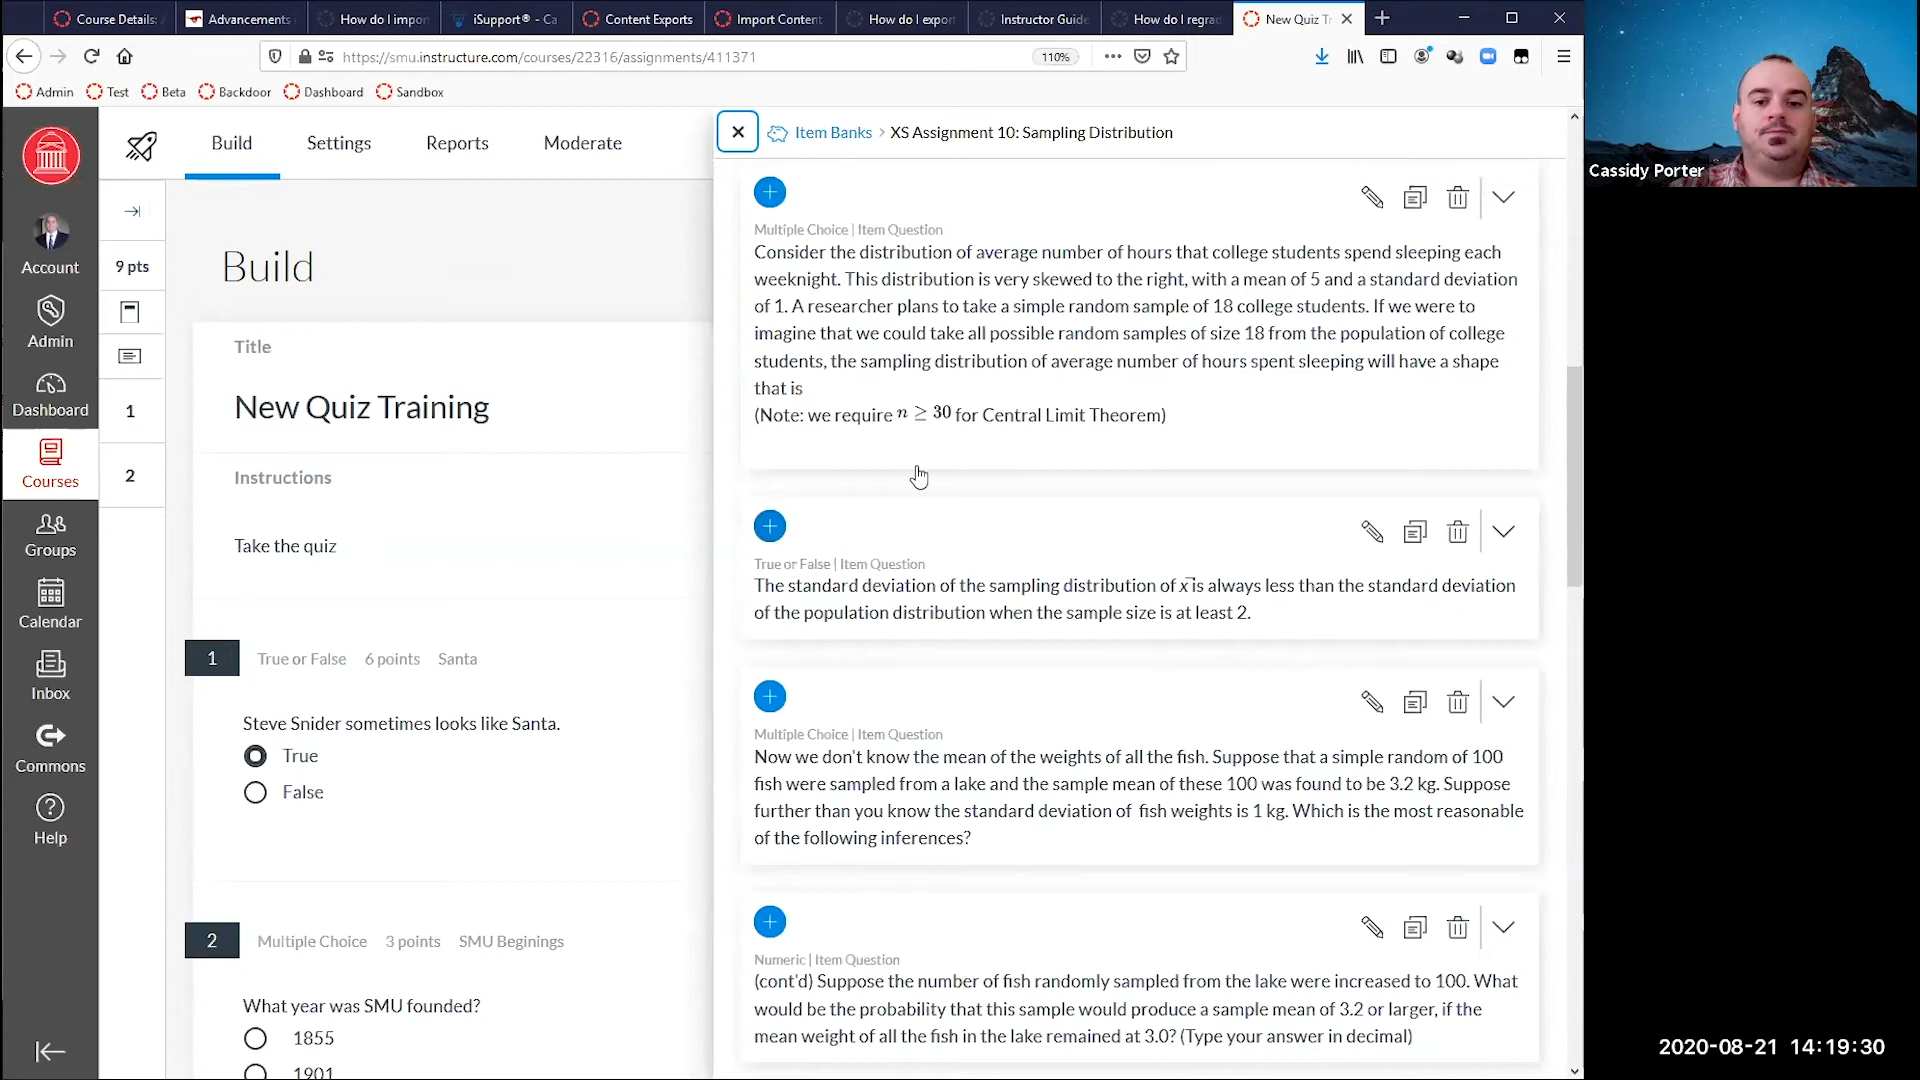 Course Details:
Advancements
How do I impor
iSupport® - Ca
Content Exports
Import Content
How do I expor
Instructor Guide
How do I regrad
New Quiz Tr
https://smu.instructure.com/courses/22316/assignments/411371
110%
Admin
Test
Beta
Backdoor
Dashboard
Sandbox
Account
Admin
Dashboard
Courses
Groups
Calendar
Inbox
Commons
Help
9 pts
1
2
Build
Settings
Reports
Moderate
Build
Title
New Quiz Training
Instructions
Take the quiz
1
True or False
6 points
Santa
Steve Snider sometimes looks like Santa.
True
False
2
Multiple Choice
3 points
SMU Beginings
What year was SMU founded?
1855
1901
Item Banks > XS Assignment 10: Sampling Distribution
Multiple Choice | Item Question
Consider the distribution of average number of hours that college students spend sleeping each
weeknight. This distribution is very skewed to the right, with a mean of 5 and a standard deviation
of 1. A researcher plans to take a simple random sample of 18 college students. If we were to
imagine that we could take all possible random samples of size 18 from the population of college
students, the sampling distribution of average number of hours spent sleeping will have a shape
that is
(Note: we require n ≥ 30 for Central Limit Theorem)
True or False | Item Question
The standard deviation of the sampling distribution of x̅ is always less than the standard deviation
of the population distribution when the sample size is at least 2.
Multiple Choice | Item Question
Now we don't know the mean of the weights of all the fish. Suppose that a simple random of 100
fish were sampled from a lake and the sample mean of these 100 was found to be 3.2 kg. Suppose
further than you know the standard deviation of fish weights is 1 kg. Which is the most reasonable
of the following inferences?
Numeric | Item Question
(cont'd) Suppose the number of fish randomly sampled from the lake were increased to 100. What
would be the probability that this sample would produce a sample mean of 3.2 or larger, if the
mean weight of all the fish in the lake remained at 3.0? (Type your answer in decimal)
Cassidy Porter
2020-08-21 14:19:30